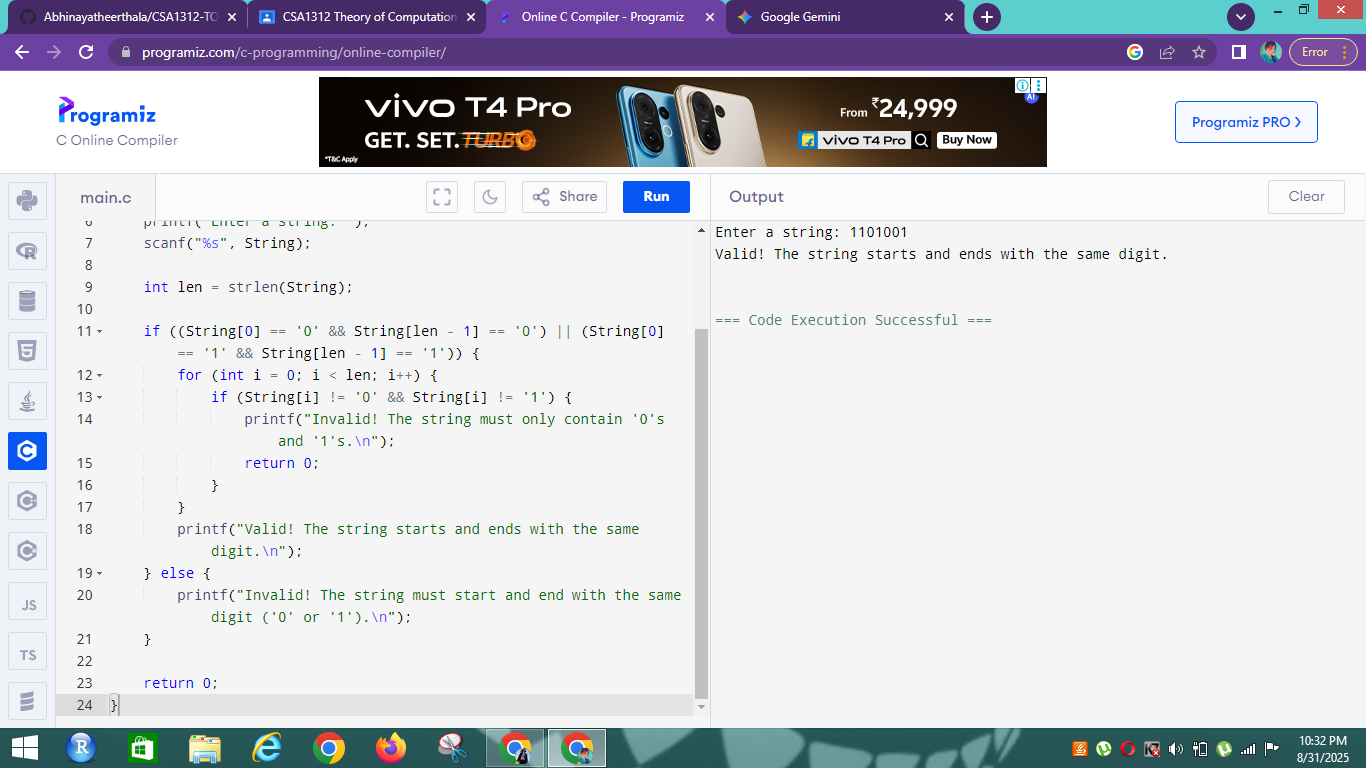 Abhinayatheerthala/CSA1312-TO
CSA1312 Theory of Computation
Online C Compiler - Programiz
Google Gemini
programiz.com/c-programming/online-compiler/
Error
Programiz
C Online Compiler
vivo T4 Pro
GET. SET. TURBO
*T&C Apply
From ₹24,999
vivo T4 Pro
Buy Now
AI
Programiz PRO
main.c
Share
Run
Output
Clear
6 printf("Enter a string: ");
7 scanf("%s", String);
8
9 int len = strlen(String);
10
11 if ((String[0] == '0' && String[len - 1] == '0') || (String[0]
== '1' && String[len - 1] == '1')) {
12 for (int i = 0; i < len; i++) {
13 if (String[i] != '0' && String[i] != '1') {
14 printf("Invalid! The string must only contain '0's
and '1's.\n");
15 return 0;
16 }
17 }
18 printf("Valid! The string starts and ends with the same
digit.\n");
19 } else {
20 printf("Invalid! The string must start and end with the same
digit ('0' or '1').\n");
21 }
22
23 return 0;
24 }
Enter a string: 1101001
Valid! The string starts and ends with the same digit.
=== Code Execution Successful ===
JS
TS
R
10:32 PM
8/31/2025